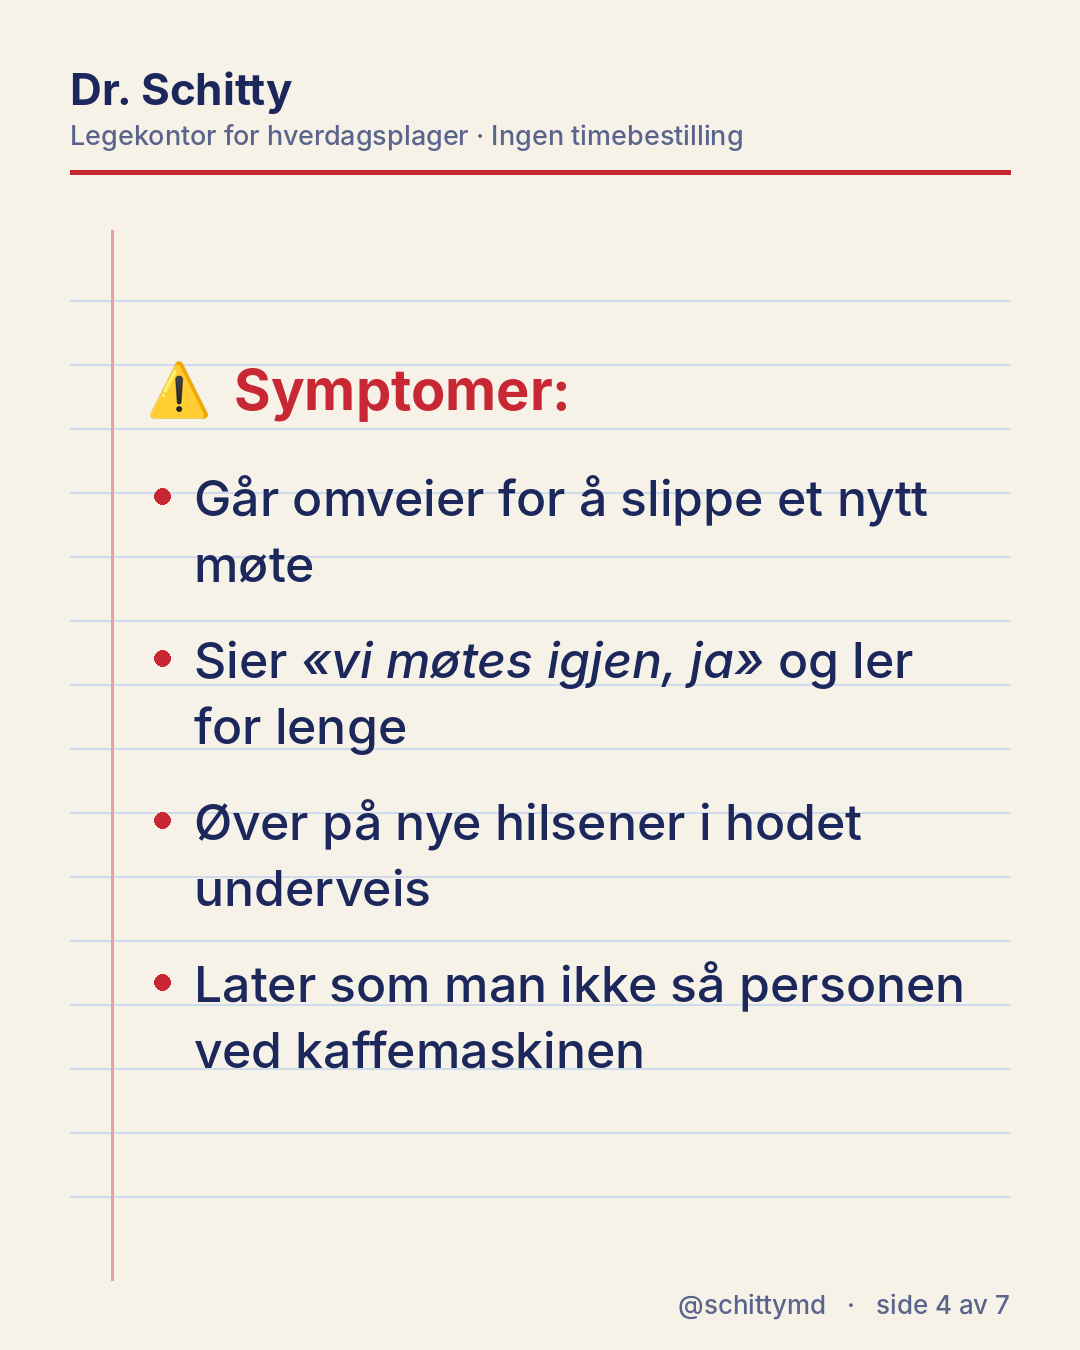 Dr. Schitty
Legekontor for hverdagsplager · Ingen timebestilling
⚠️ Symptomer:
• Går omveier for å slippe et nytt
møte
• Sier «vi møtes igjen, ja» og ler
for lenge
• Øver på nye hilsener i hodet
underveis
• Later som man ikke så personen
ved kaffemaskinen
@schittymd · side 4 av 7